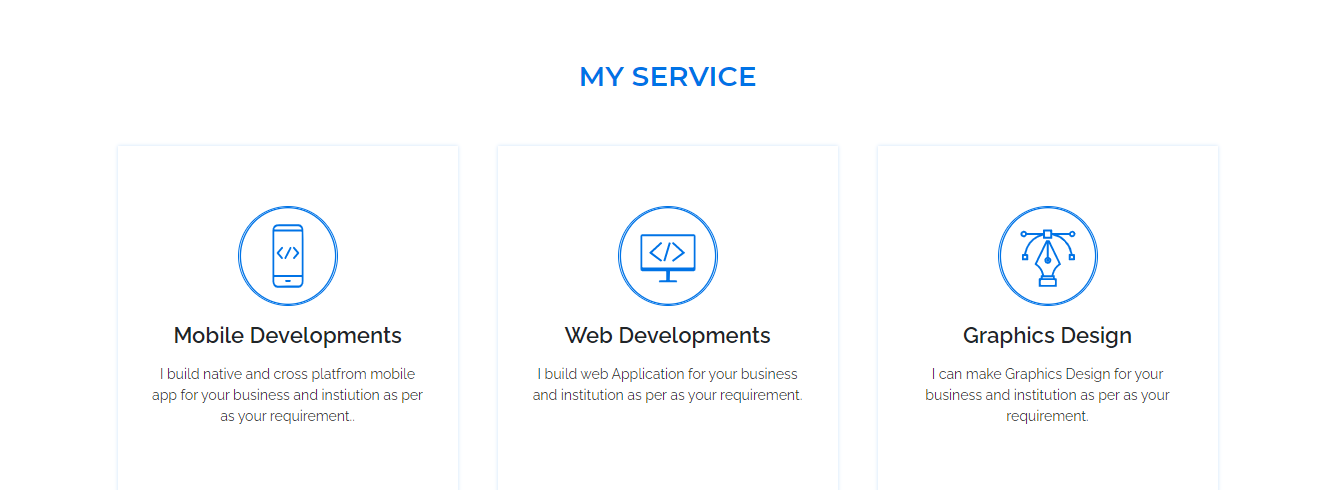 MY SERVICE
Mobile Developments
I build native and cross platfrom mobile
app for your business and instiution as per
as your requirement..
Web Developments
I build web Application for your business
and institution as per as your requirement.
Graphics Design
I can make Graphics Design for your
business and institution as per as your
requirement.